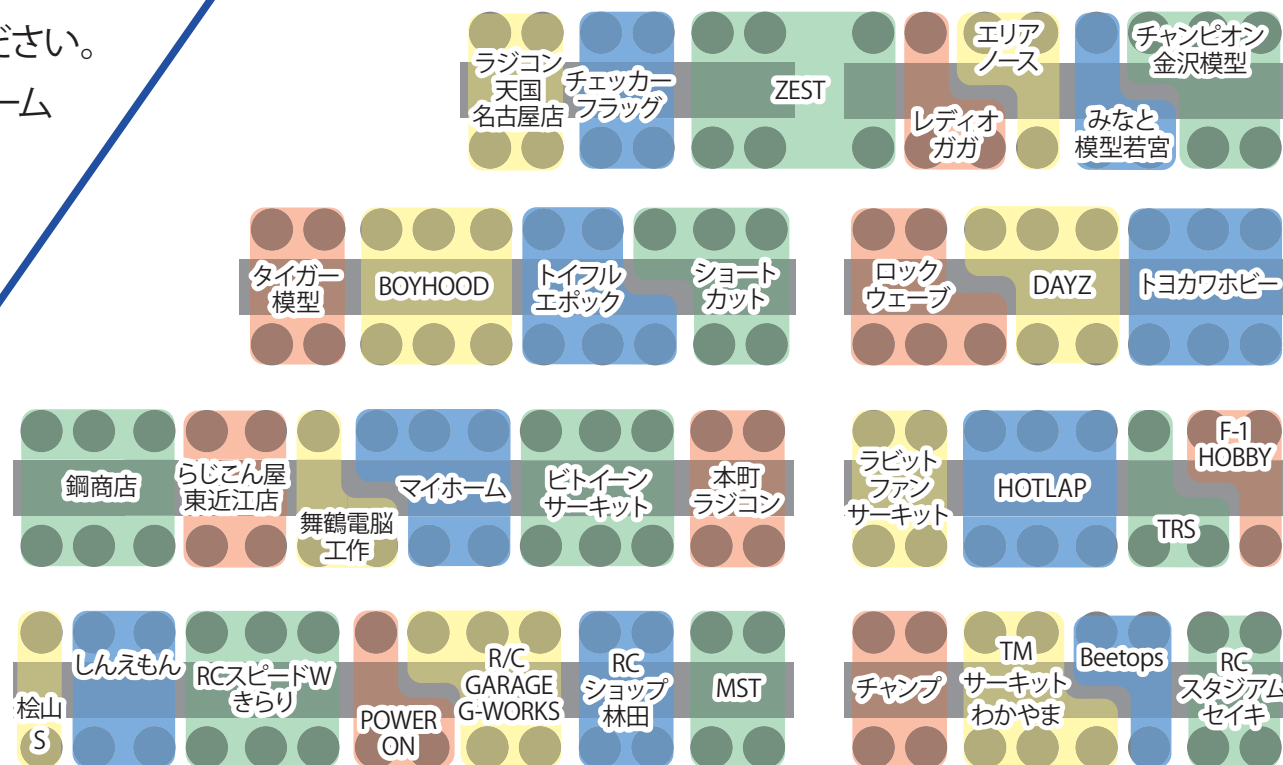 ださい。
ーム
ラジコン
天国
名古屋店
チェッカー
フラッグ
ZEST
レディオ
ガガ
エリア
ノース
みなと
模型若宮
チャンピオン
金沢模型
タイガー
模型
BOYHOOD
トイフル
エポック
ショート
カット
ロック
ウェーブ
DAYZ
トヨカワホビー
鋼商店
らじこん屋
東近江店
舞鶴電脳
工作
マイホーム
ビトイーン
サーキット
本町
ラジコン
ラビット
ファン
サーキット
HOTLAP
TRS
F-1
HOBBY
桧山
S
しんえもん
RCスピードW
きらり
POWER
ON
R/C
GARAGE
G-WORKS
RC
ショップ
林田
MST
チャンプ
TM
サーキット
わかやま
Beetops
RC
スタジアム
セイキ